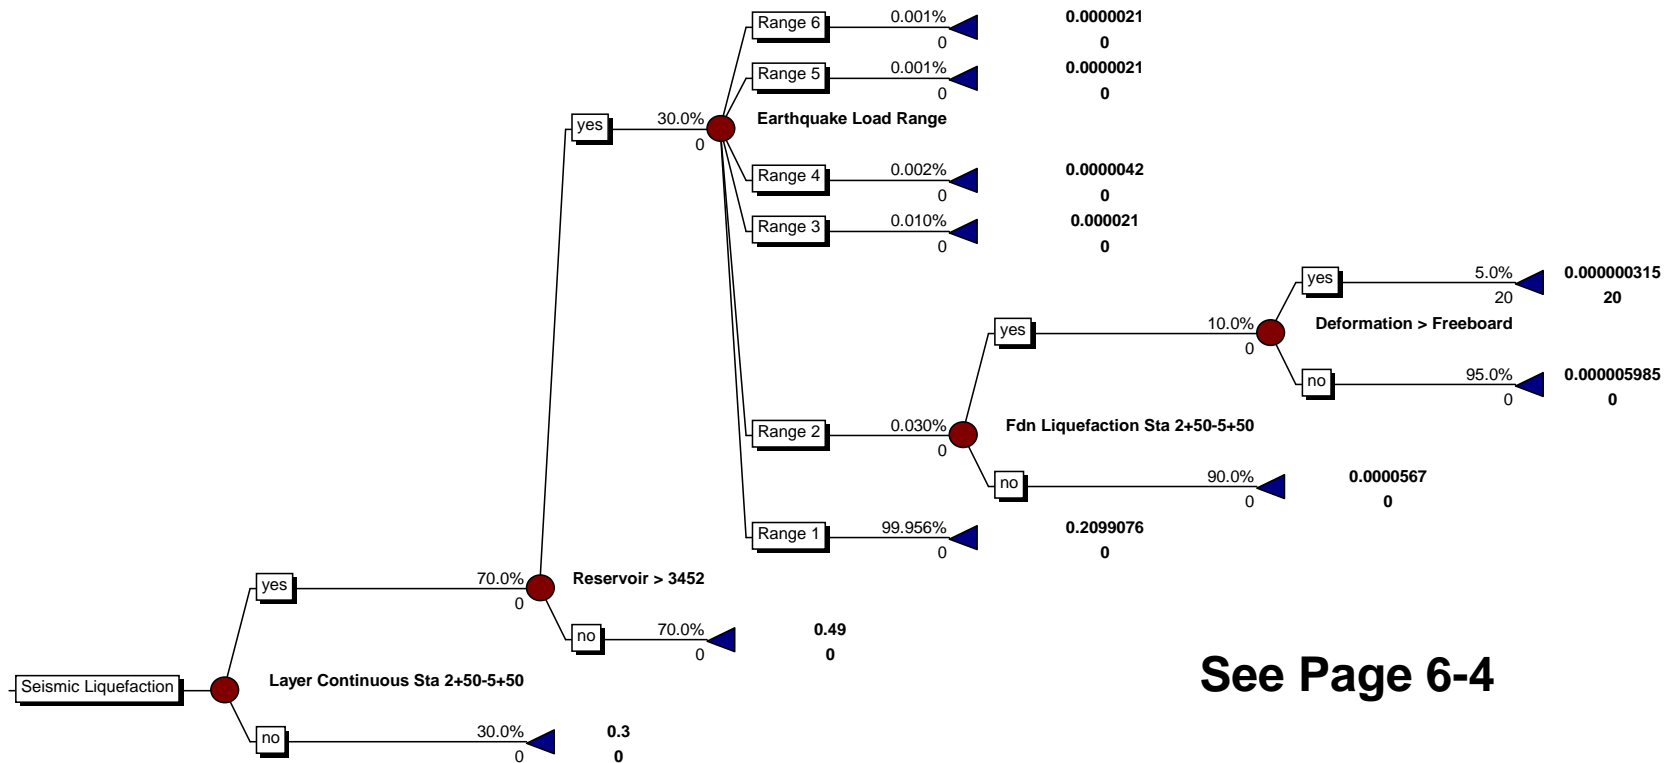 Range 6 0.001% 0.0000021
0 0
Range 5 0.001% 0.0000021
0 0
yes 30.0% Earthquake Load Range
0
Range 4 0.002% 0.0000042
0 0
Range 3 0.010% 0.000021
0 0
yes 5.0% 0.000000315
20 20
yes 10.0% Deformation > Freeboard
0
no 95.0% 0.000005985
0 0
Range 2 0.030% Fdn Liquefaction Sta 2+50-5+50
0
no 90.0% 0.0000567
0 0
Range 1 99.956% 0.2099076
0 0
yes 70.0% Reservoir > 3452
0
no 70.0% 0.49
0 0
Seismic Liquefaction Layer Continuous Sta 2+50-5+50
See Page 6-4
no 30.0% 0.3
0 0